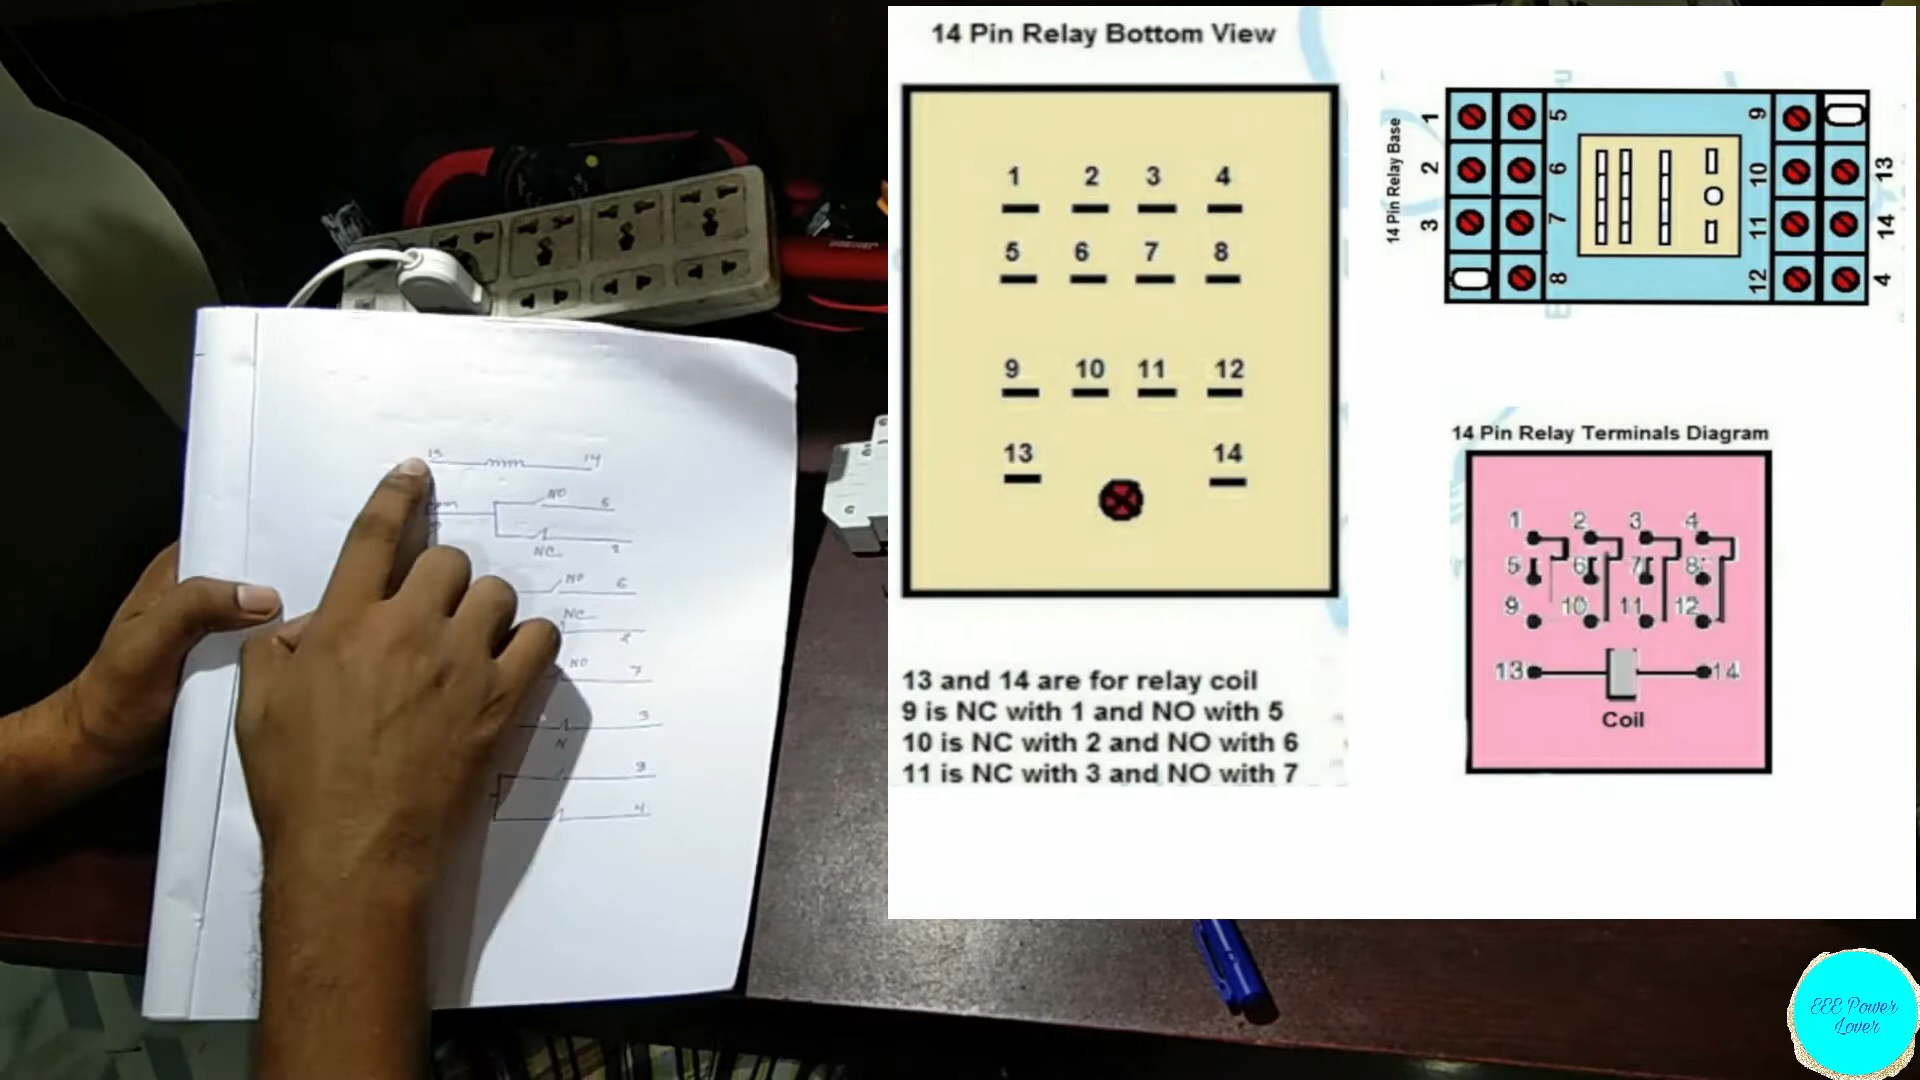 14 Pin Relay Bottom View
1 2 3 4
5 6 7 8
9 10 11 12
13 14
13 and 14 are for relay coil
9 is NC with 1 and NO with 5
10 is NC with 2 and NO with 6
11 is NC with 3 and NO with 7
14 Pin Relay Base
1 5 9
2 6 10 13
3 7 11 14
8 12 4
14 Pin Relay Terminals Diagram
1 2 3 4
5 6 7 8
9 10 11 12
13 14
Coil
13 14
NO 5
NC
NO 6
NC 2
NO 7
3
N
4
EEE Power
Lover